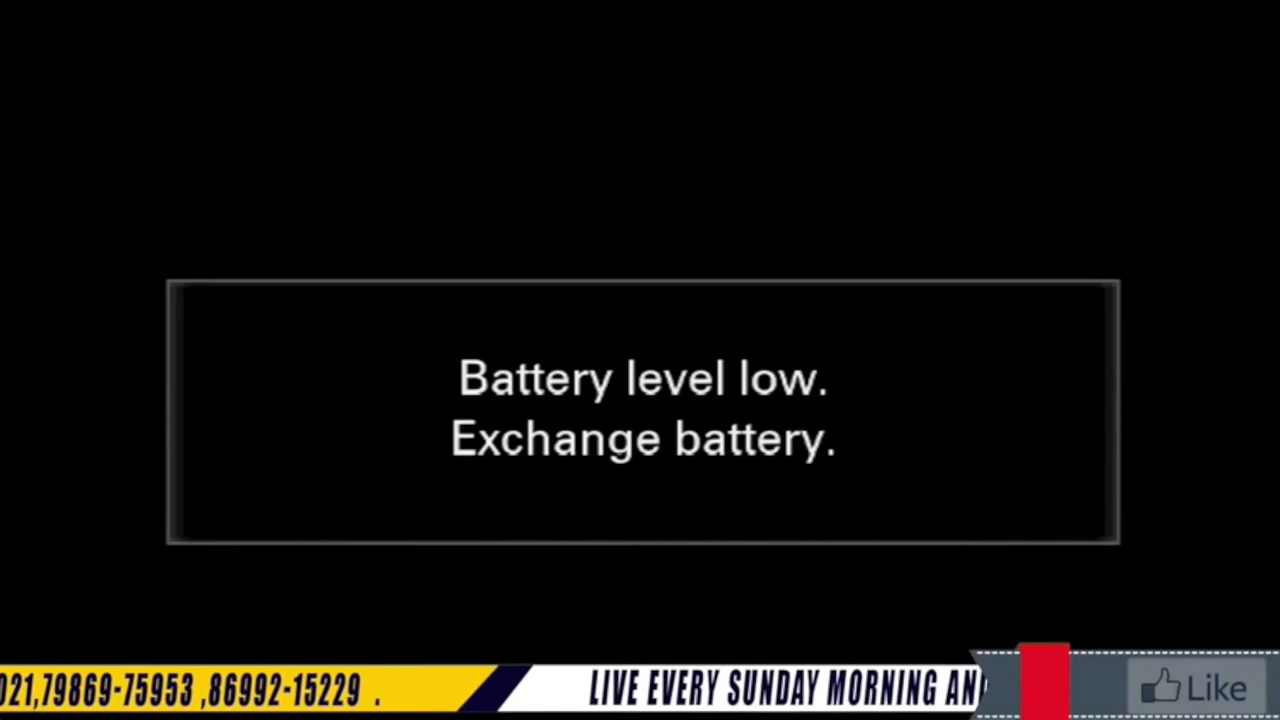 Battery level low.
Exchange battery.
021,79869-75953 ,86992-15229 .
LIVE EVERY SUNDAY MORNING AN
Like